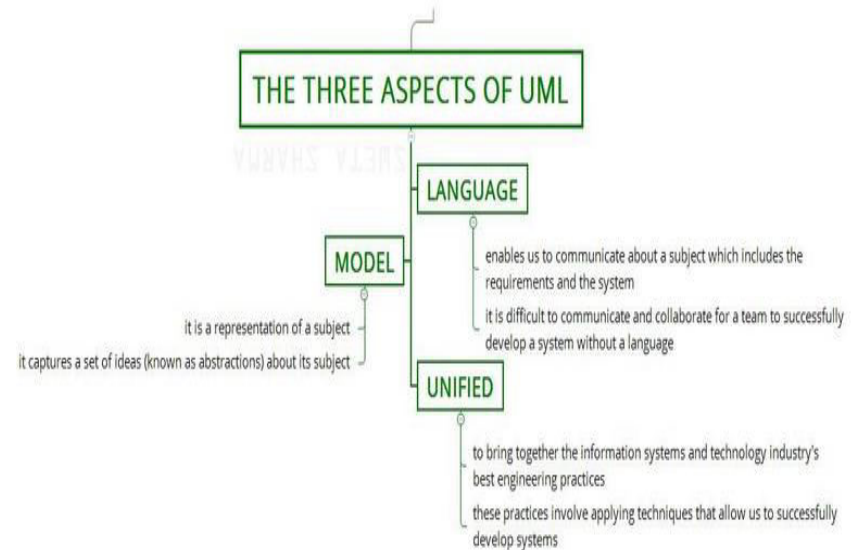 THE THREE ASPECTS OF UML
SWETA SHARMA
LANGUAGE
enables us to communicate about a subject which includes the
requirements and the system
it is difficult to communicate and collaborate for a team to successfully
develop a system without a language
MODEL
it is a representation of a subject
it captures a set of ideas (known as abstractions) about its subject
UNIFIED
to bring together the information systems and technology industry's
best engineering practices
these practices involve applying techniques that allow us to successfully
develop systems